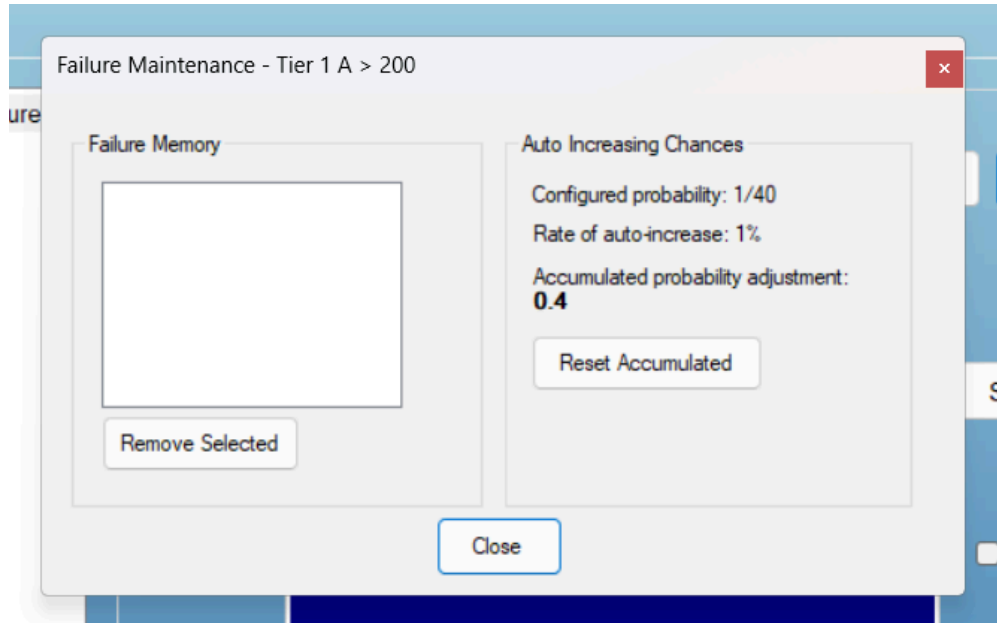 Failure Maintenance - Tier 1 A > 200
ure
Failure Memory
Remove Selected
Auto Increasing Chances
Configured probability: 1/40
Rate of auto-increase: 1%
Accumulated probability adjustment:
0.4
Reset Accumulated
S
Close